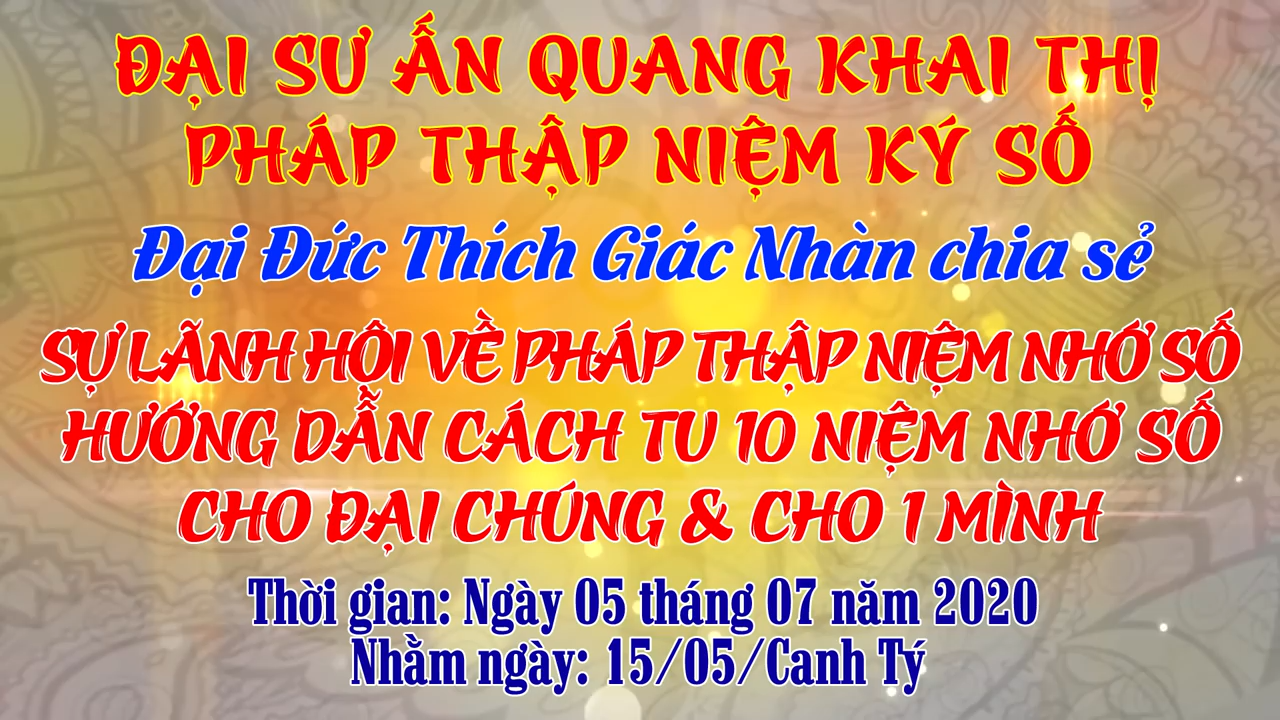 ĐẠI SƯ ẤN QUANG KHAI THỊ
PHÁP THẬP NIỆM KÝ SỐ
Đại Đức Thích Giác Nhàn chia sẻ
SỰ LÃNH HỘI VỀ PHÁP THẬP NIỆM NHỚ SỐ
HƯỚNG DẪN CÁCH TU 10 NIỆM NHỚ SỐ
CHO ĐẠI CHÚNG & CHO 1 MÌNH
Thời gian: Ngày 05 tháng 07 năm 2020
Nhằm ngày: 15/05/Canh Tý